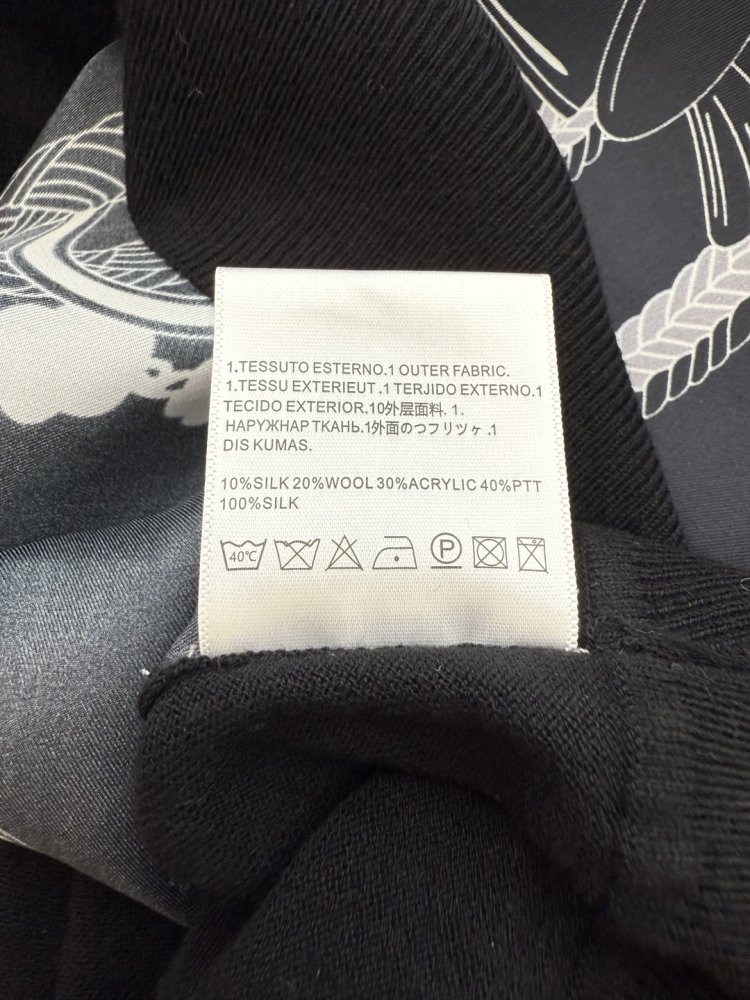 1.TESSUTO ESTERNO.1 OUTER FABRIC.
1.TESSU EXTERIEUT .1 TERJIDO EXTERNO.1
TECIDO EXTERIOR.10外层面料. 1.
НАРУЖНАР ТКАНЬ.1外面のつフリツャ .1
DIS KUMAS.
10%SILK 20%WOOL 30%ACRYLIC 40%PTT
100%SILK
40℃ P